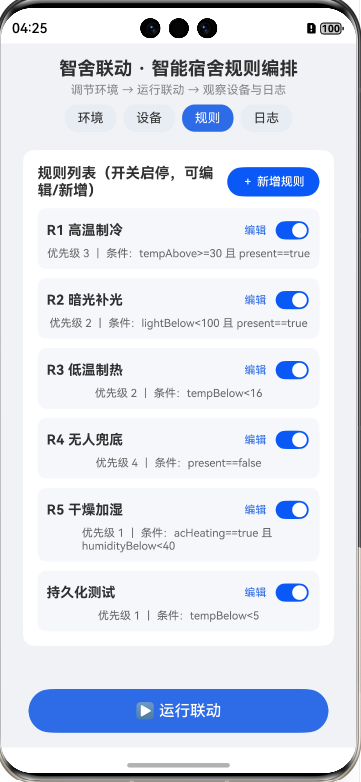 04:25
100
智舍联动 · 智能宿舍规则编排
调节环境 → 运行联动 → 观察设备与日志
环境 设备 规则 日志
规则列表（开关启停，可编
辑/新增）
+ 新增规则
R1 高温制冷 编辑
优先级 3 | 条件：tempAbove>=30 且 present==true
R2 暗光补光 编辑
优先级 2 | 条件：lightBelow<100 且 present==true
R3 低温制热 编辑
优先级 2 | 条件：tempBelow<16
R4 无人兜底 编辑
优先级 4 | 条件：present==false
R5 干燥加湿 编辑
优先级 1 | 条件：acHeating==true 且
humidityBelow<40
持久化测试 编辑
优先级 1 | 条件：tempBelow<5
运行联动